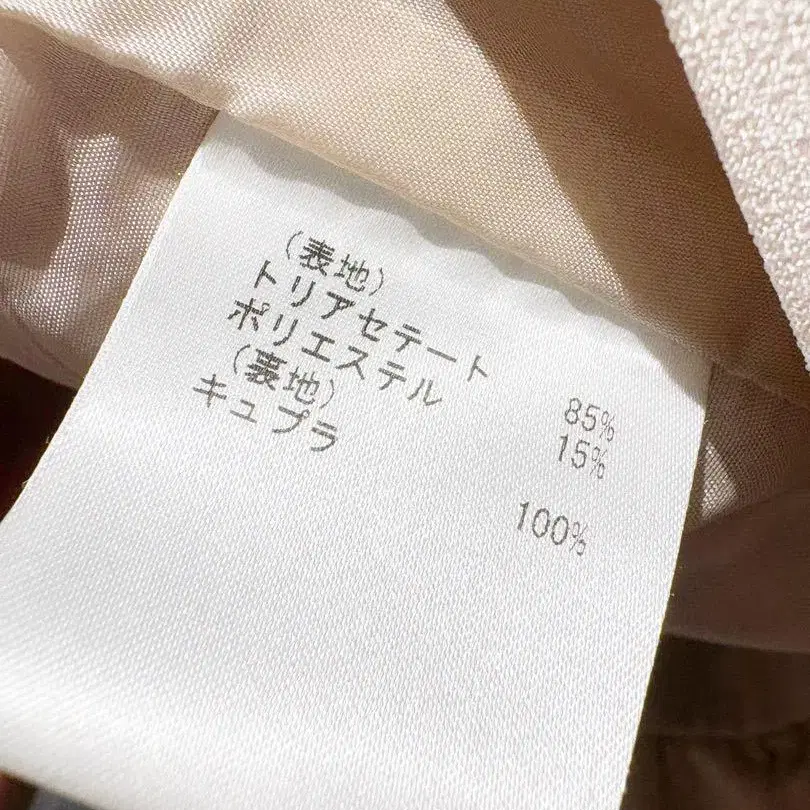 (表地)
トリアセテート 85%
ポリエステル 15%
(裏地)
キュプラ 100%